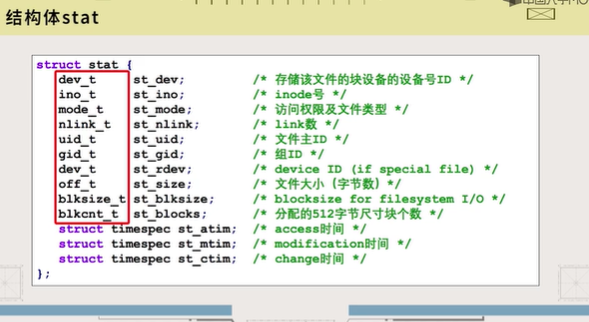 结构体stat
struct stat {
dev_t st_dev; /* 存储该文件的块设备的设备号ID */
ino_t st_ino; /* inode号 */
mode_t st_mode; /* 访问权限及文件类型 */
nlink_t st_nlink; /* link数 */
uid_t st_uid; /* 文件主ID */
gid_t st_gid; /* 组ID */
dev_t st_rdev; /* device ID (if special file) */
off_t st_size; /* 文件大小（字节数）*/
blksize_t st_blksize; /* blocksize for filesystem I/O */
blkcnt_t st_blocks; /* 分配的512字节尺寸块个数 */
struct timespec st_atim; /* access时间 */
struct timespec st_mtim; /* modification时间 */
struct timespec st_ctim; /* change时间 */
};